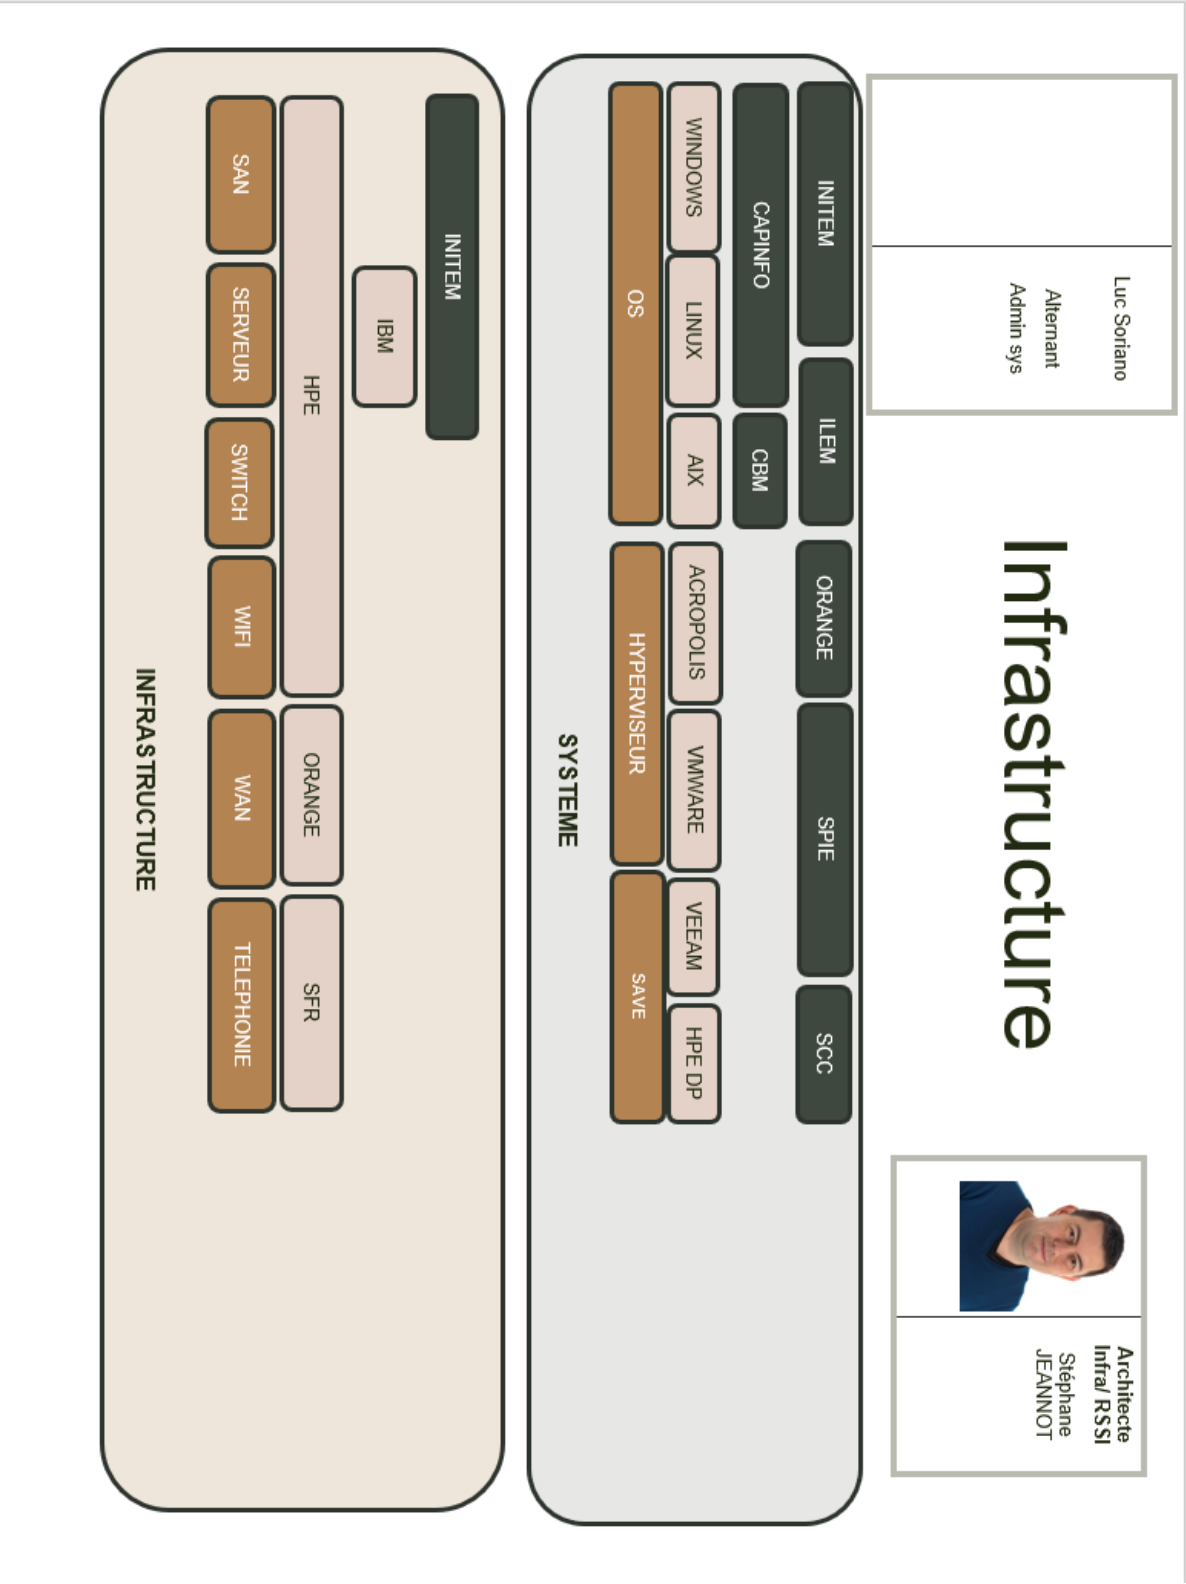 Luc Soriano
Alternant
Admin sys
Infrastructure
Architecte
Infra/ RSSI
Stéphane
JEANNOT
INITEM
ILEM
ORANGE
SPIE
SCC
CAPINFO
CBM
WINDOWS
LINUX
AIX
ACROPOLIS
VMWARE
VEEAM
HPE DP
OS
HYPERVISEUR
SAVE
SYSTEME
INITEM
IBM
HPE
ORANGE
SFR
SAN
SERVEUR
SWITCH
WIFI
WAN
TELEPHONIE
INFRASTRUCTURE